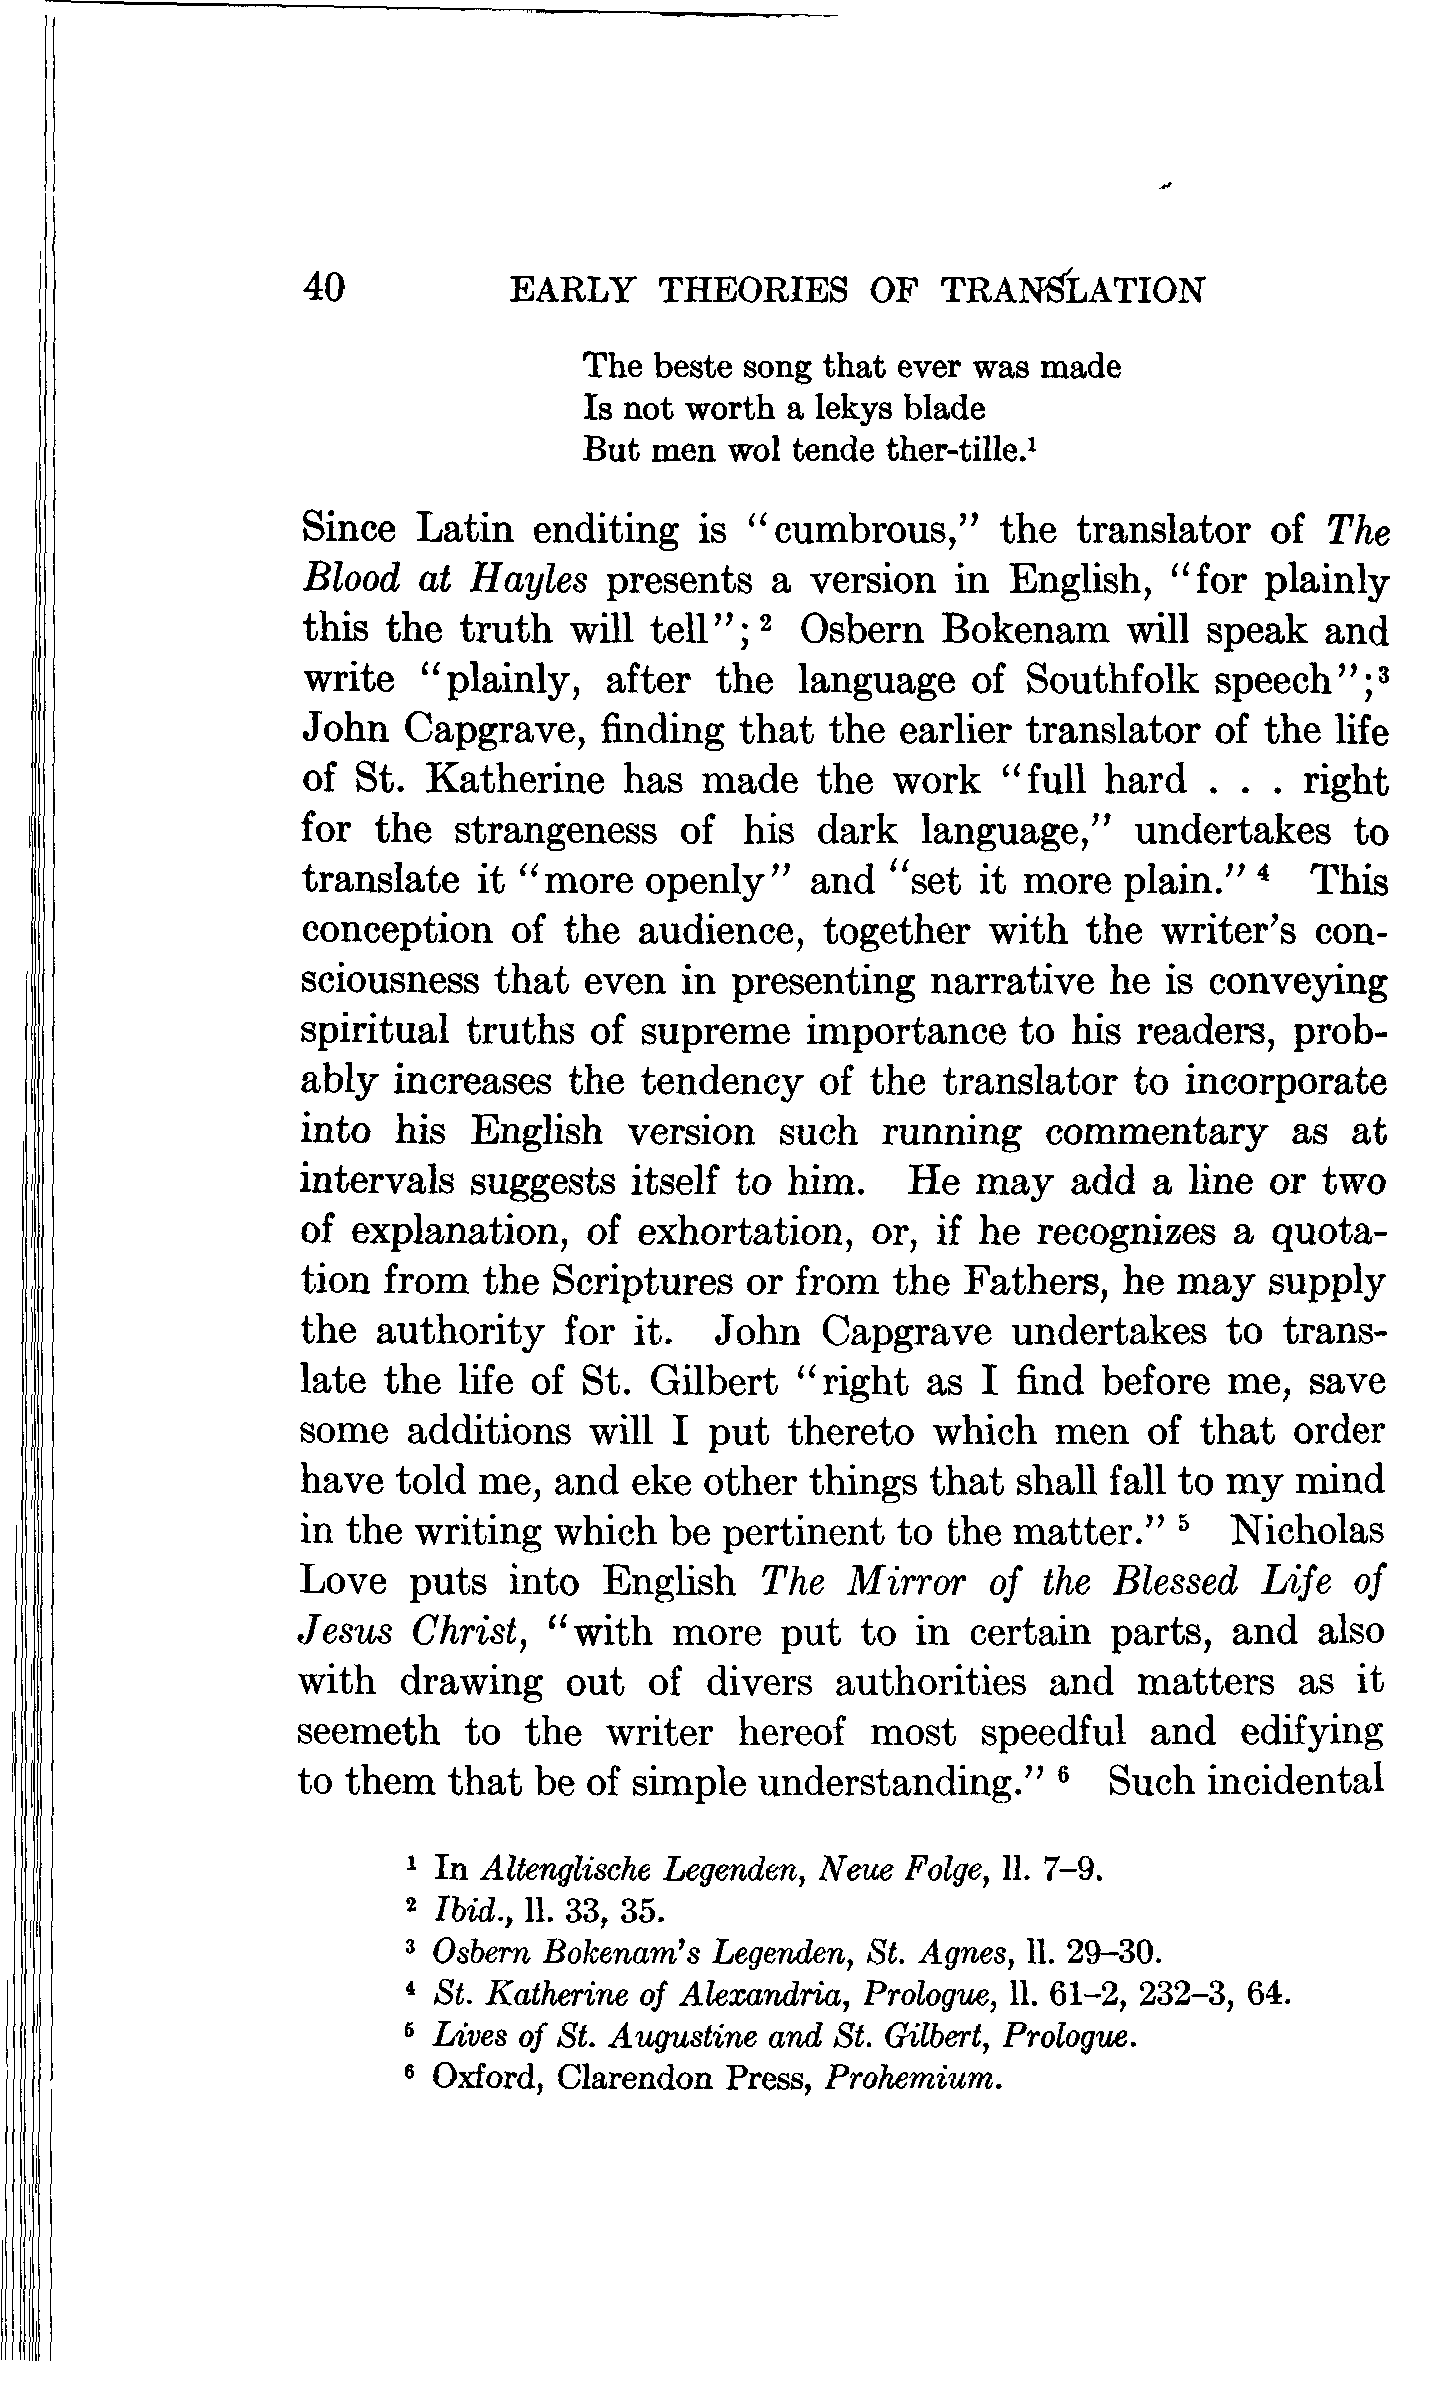 40 EARLY THEORIES OF TRANSLATION
The beste song that ever was made
Is not worth a lekys blade
But men wol tende ther-tille.¹
Since Latin enditing is "cumbrous," the translator of The
Blood at Hayles presents a version in English, "for plainly
this the truth will tell"; ² Osbern Bokenam will speak and
write "plainly, after the language of Southfolk speech";³
John Capgrave, finding that the earlier translator of the life
of St. Katherine has made the work "full hard . . . right
for the strangeness of his dark language," undertakes to
translate it "more openly" and "set it more plain." ⁴ This
conception of the audience, together with the writer's con-
sciousness that even in presenting narrative he is conveying
spiritual truths of supreme importance to his readers, prob-
ably increases the tendency of the translator to incorporate
into his English version such running commentary as at
intervals suggests itself to him. He may add a line or two
of explanation, of exhortation, or, if he recognizes a quota-
tion from the Scriptures or from the Fathers, he may supply
the authority for it. John Capgrave undertakes to trans-
late the life of St. Gilbert "right as I find before me, save
some additions will I put thereto which men of that order
have told me, and eke other things that shall fall to my mind
in the writing which be pertinent to the matter." ⁵ Nicholas
Love puts into English The Mirror of the Blessed Life of
Jesus Christ, "with more put to in certain parts, and also
with drawing out of divers authorities and matters as it
seemeth to the writer hereof most speedful and edifying
to them that be of simple understanding." ⁶ Such incidental
¹ In Altenglische Legenden, Neue Folge, ll. 7–9.
² Ibid., ll. 33, 35.
³ Osbern Bokenam's Legenden, St. Agnes, ll. 29–30.
⁴ St. Katherine of Alexandria, Prologue, ll. 61–2, 232–3, 64.
⁵ Lives of St. Augustine and St. Gilbert, Prologue.
⁶ Oxford, Clarendon Press, Prohemium.